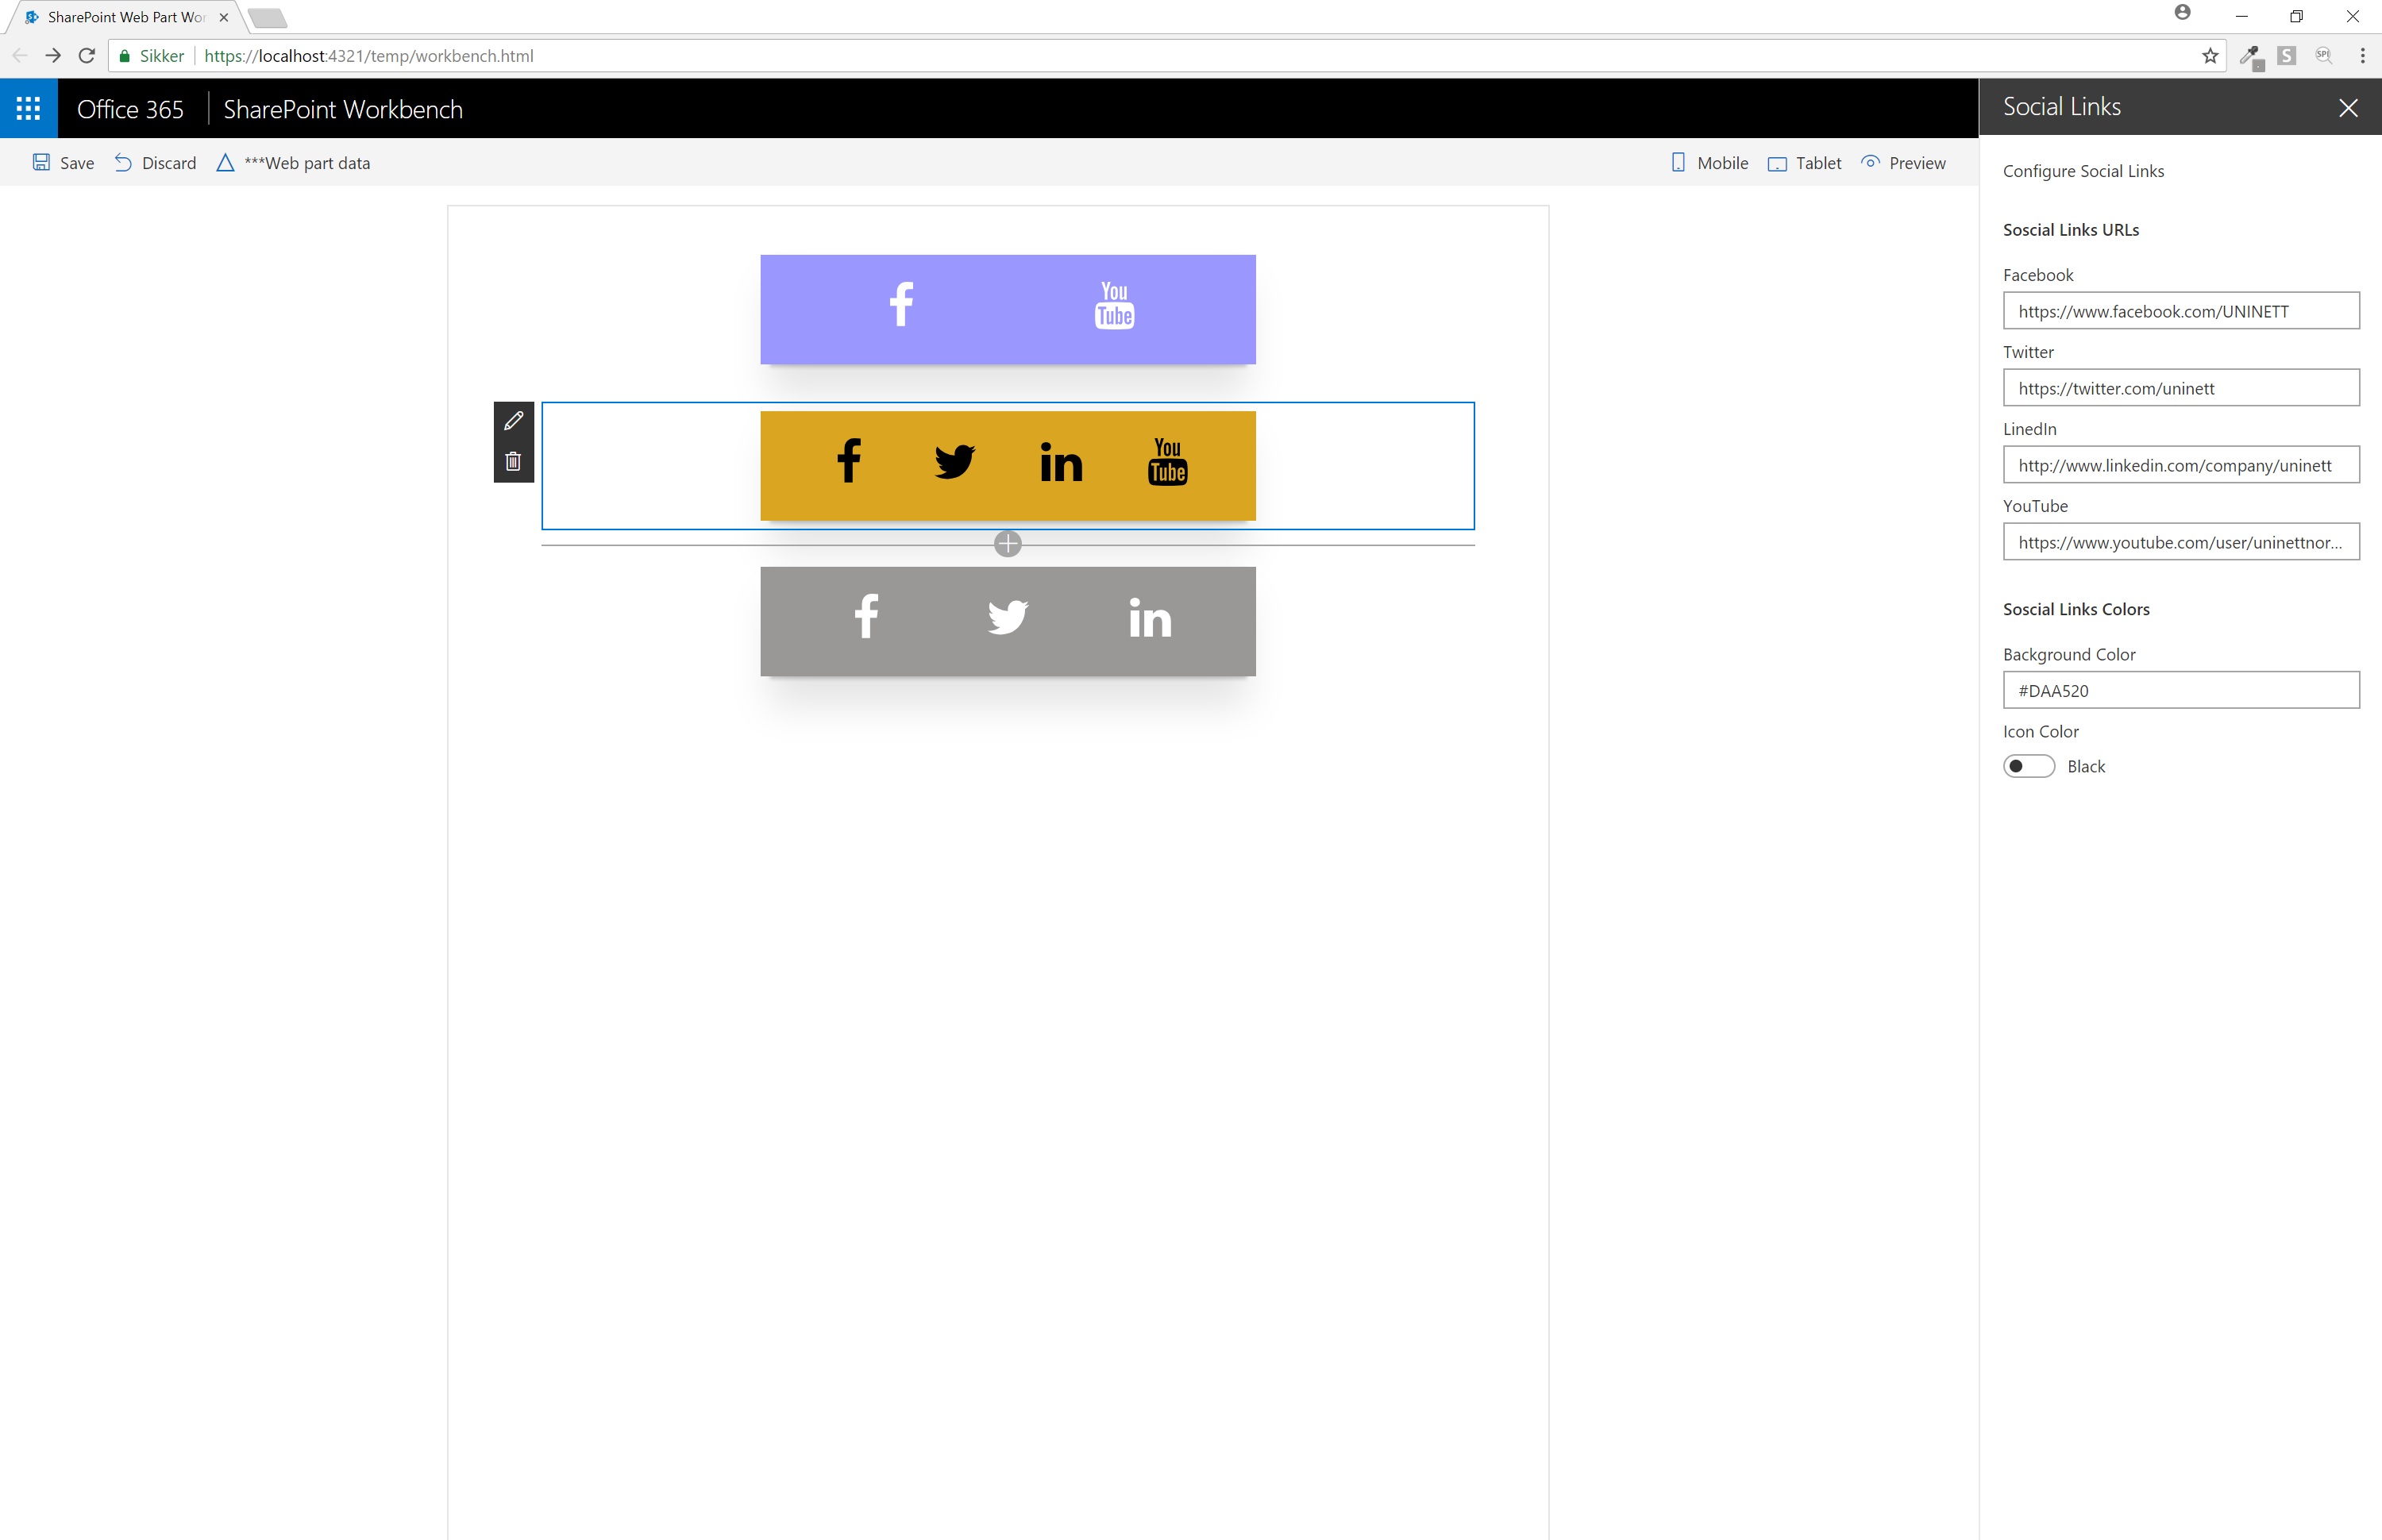 SharePoint Web Part Wor
Sikker https://localhost:4321/temp/workbench.html
S SP
Office 365 SharePoint Workbench
Social Links
Save Discard ***Web part data Mobile Tablet Preview
Configure Social Links
Soscial Links URLs
Facebook
https://www.facebook.com/UNINETT
Twitter
https://twitter.com/uninett
LinedIn
http://www.linkedin.com/company/uninett
YouTube
https://www.youtube.com/user/uninettnor...
Soscial Links Colors
Background Color
#DAA520
Icon Color
Black
f You Tube
f in You Tube
f in